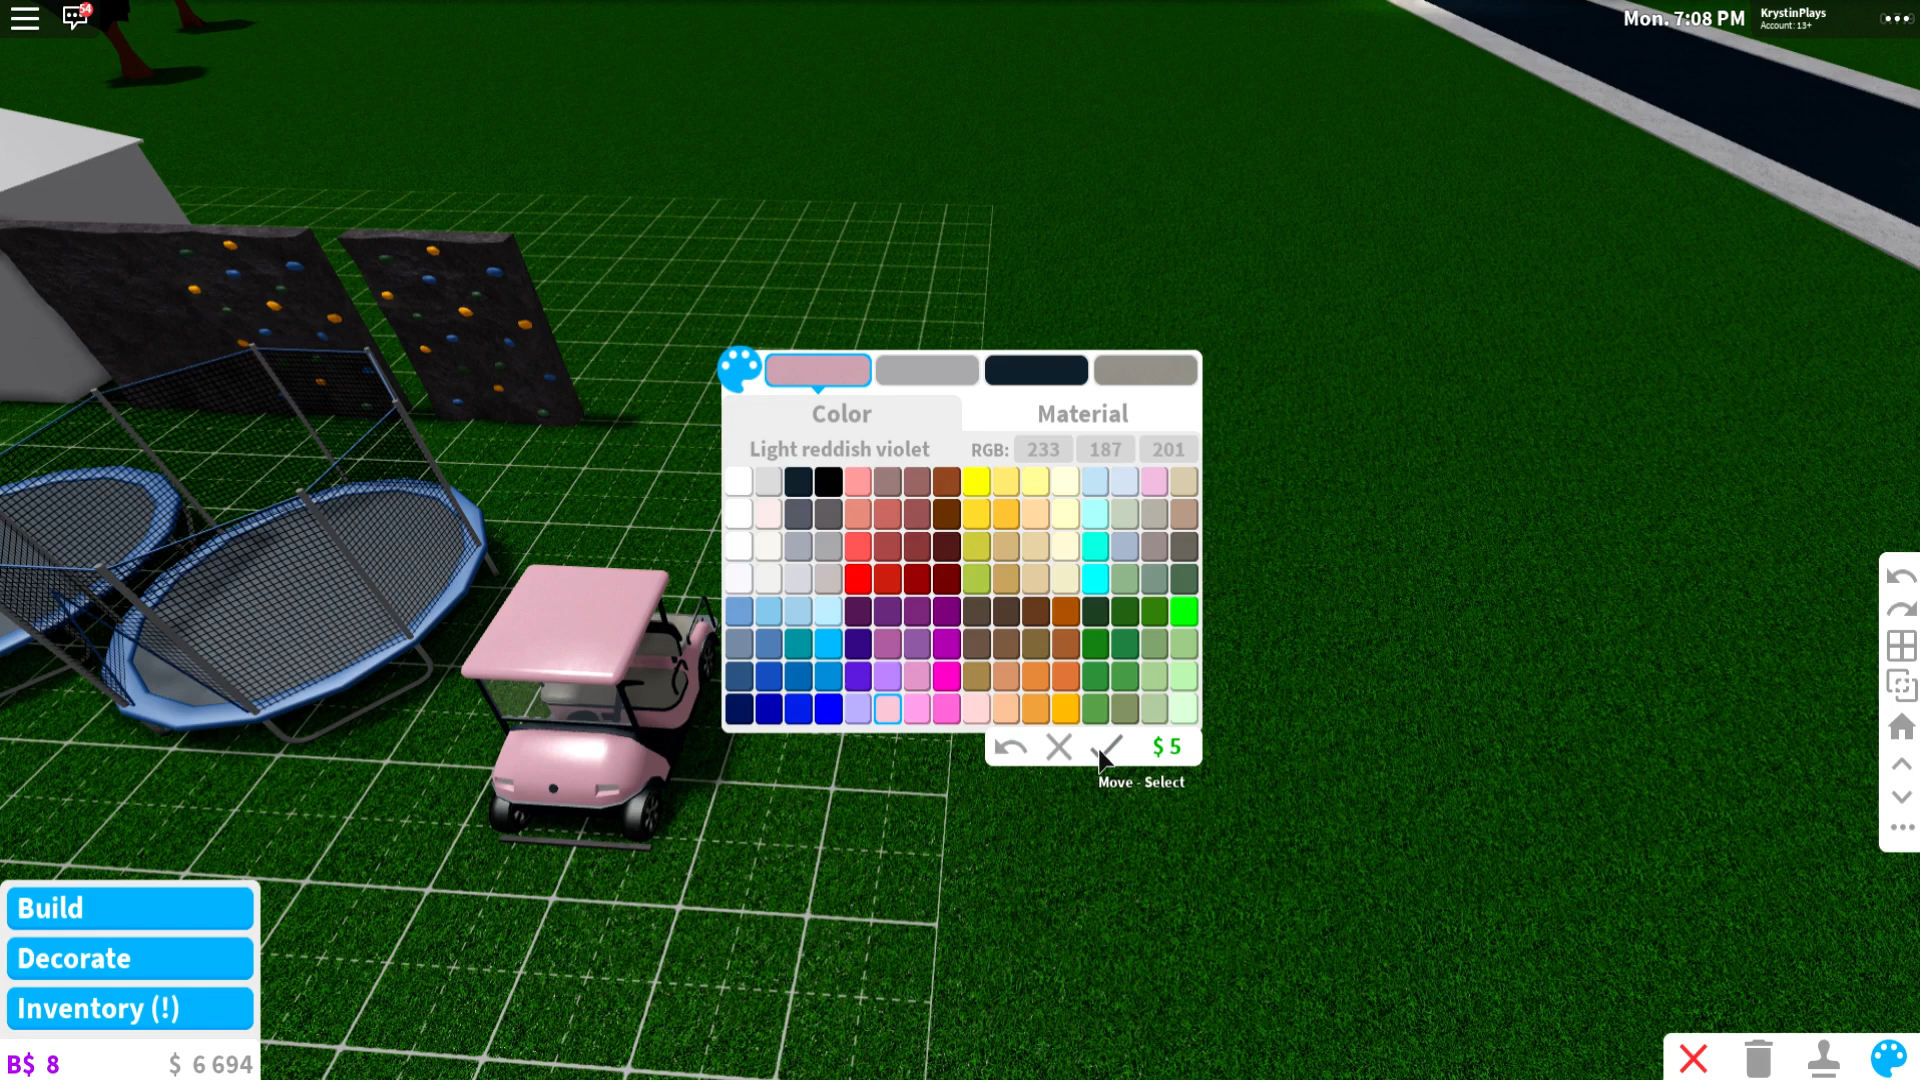 54
Mon. 7:08 PM
KrystinPlays
Account: 13+
Color
Material
Light reddish violet
RGB: 233 187 201
$ 5
Move - Select
Build
Decorate
Inventory (!)
B$ 8
$ 6 694